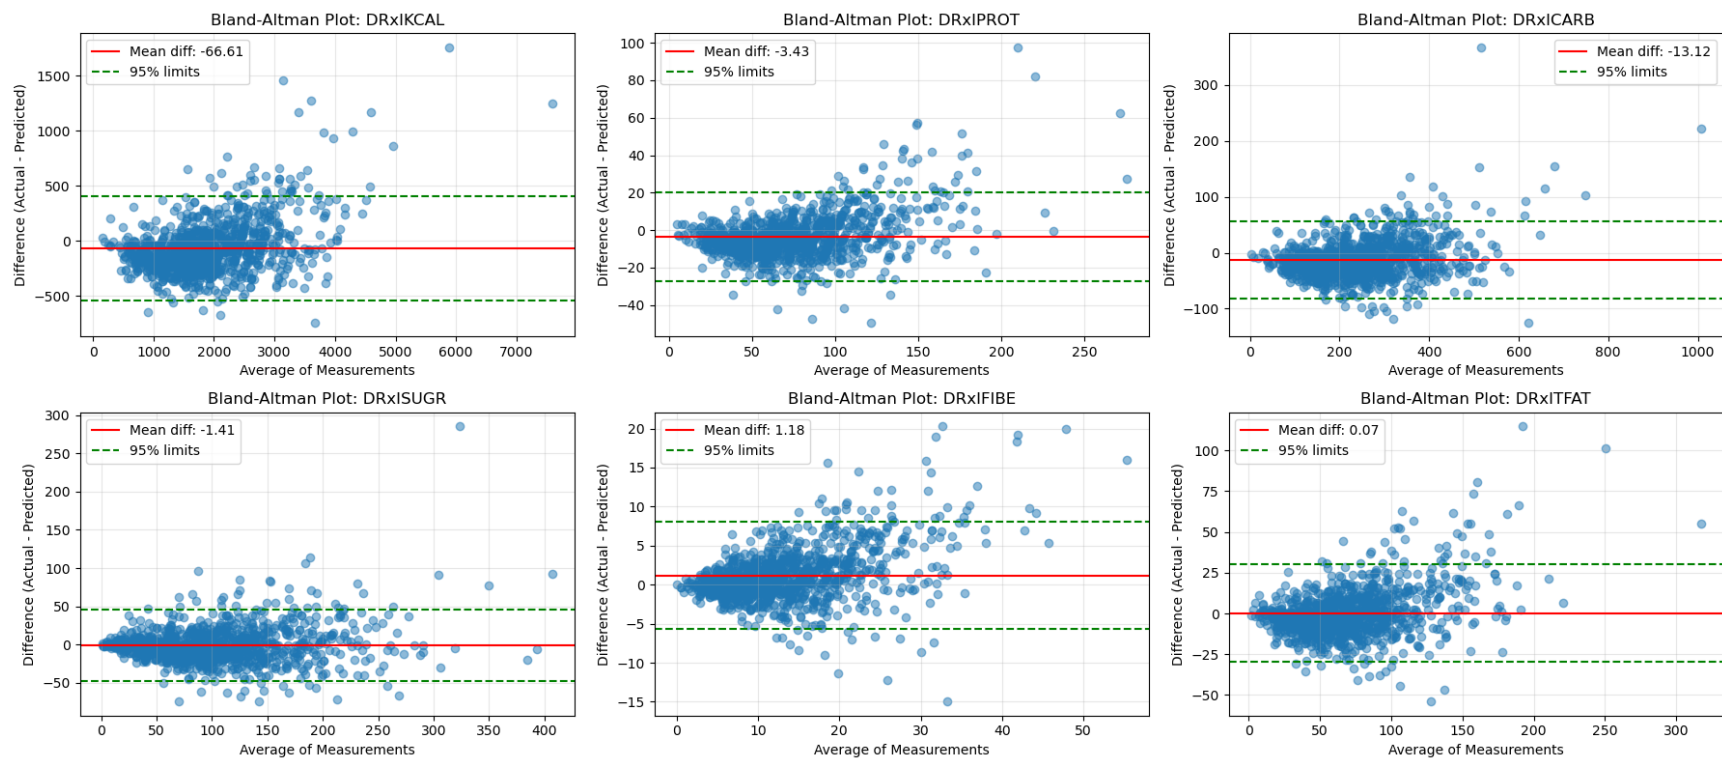 Bland-Altman Plot: DRxIKCAL
Mean diff: -66.61
95% limits
Difference (Actual - Predicted)
1500
1000
500
0
−500
0 1000 2000 3000 4000 5000 6000 7000
Average of Measurements
Bland-Altman Plot: DRxIPROT
Mean diff: -3.43
95% limits
Difference (Actual - Predicted)
100
80
60
40
20
0
−20
−40
0 50 100 150 200 250
Average of Measurements
Bland-Altman Plot: DRxICARB
Mean diff: -13.12
95% limits
Difference (Actual - Predicted)
300
200
100
0
−100
0 200 400 600 800 1000
Average of Measurements
Bland-Altman Plot: DRxISUGR
Mean diff: -1.41
95% limits
Difference (Actual - Predicted)
300
250
200
150
100
50
0
−50
0 50 100 150 200 250 300 350 400
Average of Measurements
Bland-Altman Plot: DRxIFIBE
Mean diff: 1.18
95% limits
Difference (Actual - Predicted)
20
15
10
5
0
−5
−10
−15
0 10 20 30 40 50
Average of Measurements
Bland-Altman Plot: DRxITFAT
Mean diff: 0.07
95% limits
Difference (Actual - Predicted)
100
75
50
25
0
−25
−50
0 50 100 150 200 250 300
Average of Measurements